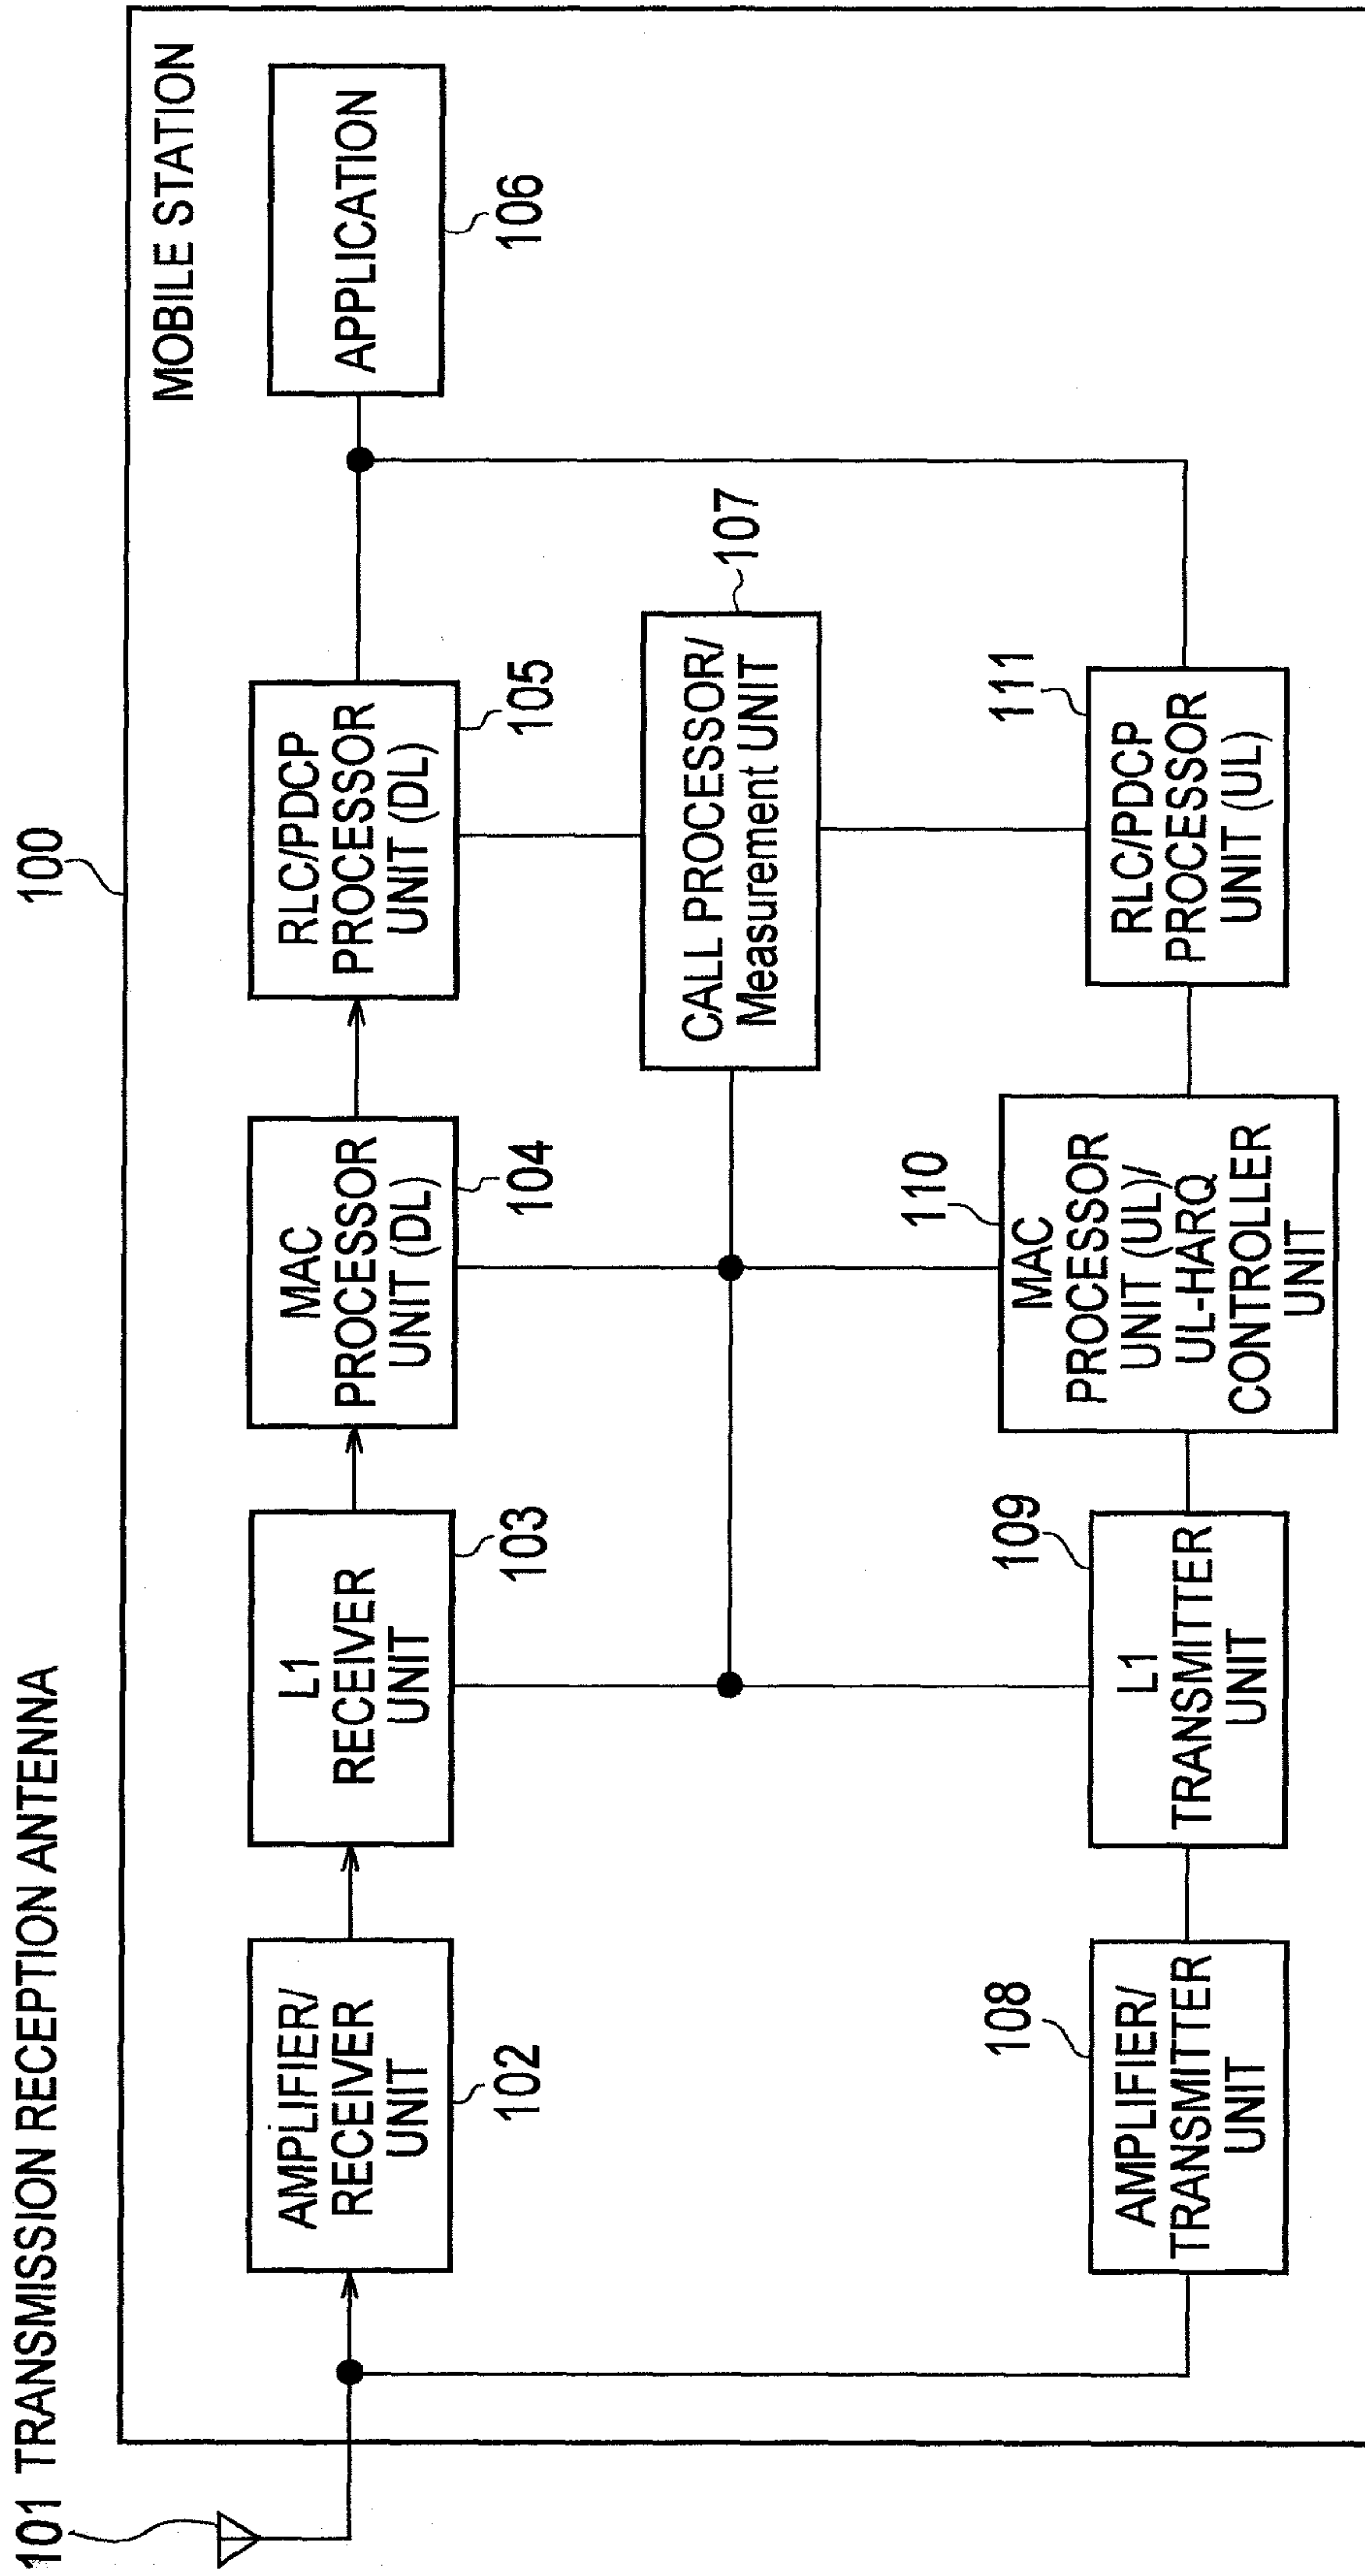 101 TRANSMISSION RECEPTION ANTENNA
100
MOBILE STATION
AMPLIFIER/
RECEIVER
UNIT
102
L1
RECEIVER
UNIT
103
MAC
PROCESSOR
UNIT (DL)
104
RLC/PDCP
PROCESSOR
UNIT (DL)
105
APPLICATION
106
CALL PROCESSOR/
Measurement UNIT
107
108
AMPLIFIER/
TRANSMITTER
UNIT
109
L1
TRANSMITTER
UNIT
110
MAC
PROCESSOR
UNIT (UL)/
UL-HARQ
CONTROLLER
UNIT
111
RLC/PDCP
PROCESSOR
UNIT (UL)